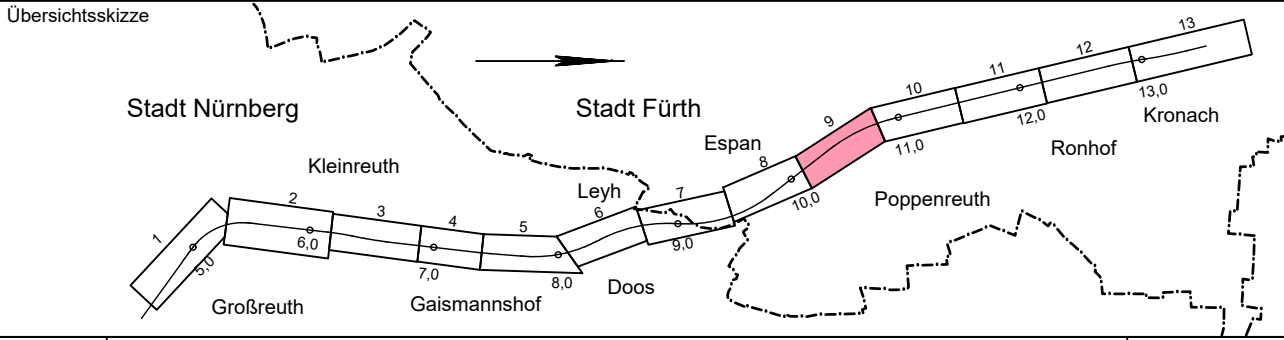 Übersichtsskizze
Stadt Nürnberg
Stadt Fürth
Kleinreuth
Leyh
Espan
Kronach
Ronhof
Poppenreuth
Großreuth
Gaismannshof
Doos
1
2
3
4
5
6
7
8
9
10
11
12
13
5,0
6,0
7,0
8,0
9,0
10,0
11,0
12,0
13,0